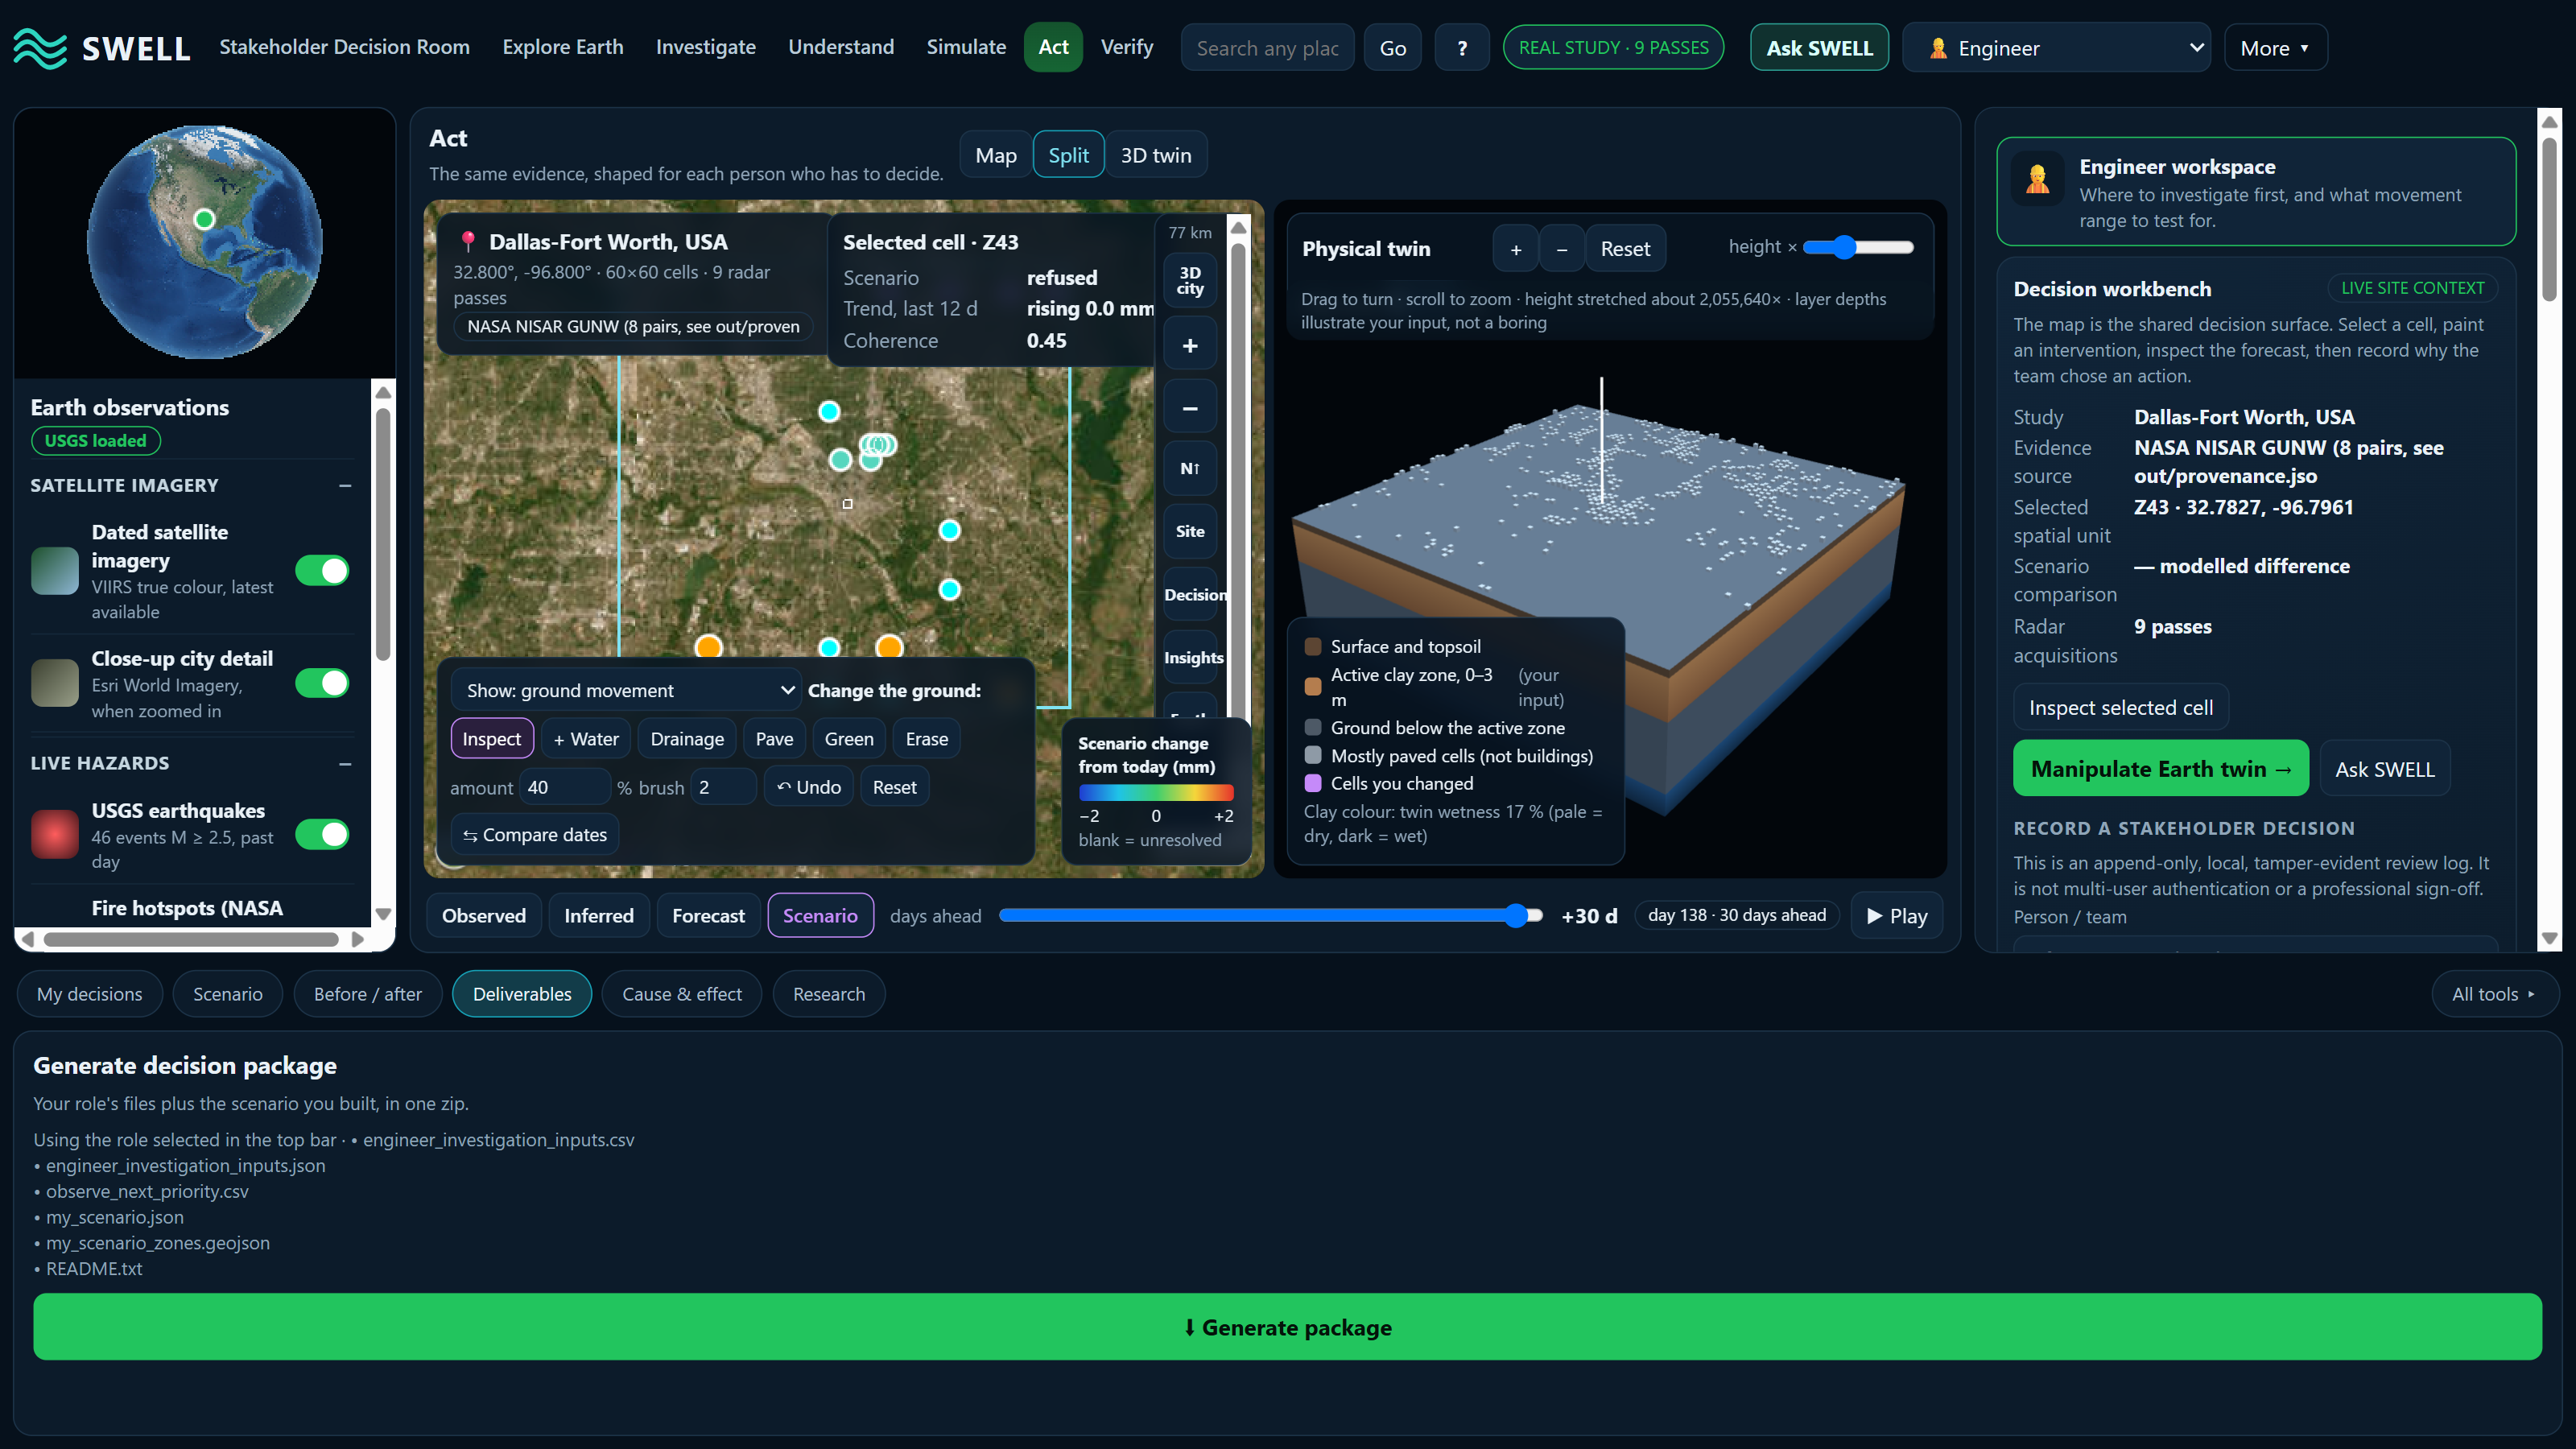 SWELL
Stakeholder Decision Room
Explore Earth
Investigate
Understand
Simulate
Act
Verify
Search any plac
Go
?
REAL STUDY · 9 PASSES
Ask SWELL
Engineer
More ▾
Earth observations
USGS loaded
SATELLITE IMAGERY –
Dated satellite
imagery
VIIRS true colour, latest
available
Close-up city detail
Esri World Imagery,
when zoomed in
LIVE HAZARDS –
USGS earthquakes
46 events M ≥ 2.5, past
day
Fire hotspots (NASA
Act
The same evidence, shaped for each person who has to decide.
Map
Split
3D twin
Dallas-Fort Worth, USA
32.800°, -96.800° · 60×60 cells · 9 radar
passes
NASA NISAR GUNW (8 pairs, see out/proven
Selected cell · Z43
Scenario refused
Trend, last 12 d rising 0.0 mm
Coherence 0.45
77 km
3D
city
+
−
N↑
Site
Decision
Insights
Show: ground movement
Change the ground:
Inspect
+ Water
Drainage
Pave
Green
Erase
amount 40 % brush 2
↶ Undo
Reset
⇆ Compare dates
Scenario change
from today (mm)
−2 0 +2
blank = unresolved
Physical twin
+
−
Reset
height ×
Drag to turn · scroll to zoom · height stretched about 2,055,640× · layer depths
illustrate your input, not a boring
Surface and topsoil
Active clay zone, 0–3 (your
m input)
Ground below the active zone
Mostly paved cells (not buildings)
Cells you changed
Clay colour: twin wetness 17 % (pale =
dry, dark = wet)
Observed
Inferred
Forecast
Scenario
days ahead
+30 d
day 138 · 30 days ahead
▶ Play
Engineer workspace
Where to investigate first, and what movement
range to test for.
Decision workbench
LIVE SITE CONTEXT
The map is the shared decision surface. Select a cell, paint
an intervention, inspect the forecast, then record why the
team chose an action.
Study Dallas-Fort Worth, USA
Evidence NASA NISAR GUNW (8 pairs, see
source out/provenance.jso
Selected Z43 · 32.7827, -96.7961
spatial unit
Scenario — modelled difference
comparison
Radar 9 passes
acquisitions
Inspect selected cell
Manipulate Earth twin →
Ask SWELL
RECORD A STAKEHOLDER DECISION
This is an append-only, local, tamper-evident review log. It
is not multi-user authentication or a professional sign-off.
Person / team
My decisions
Scenario
Before / after
Deliverables
Cause & effect
Research
All tools ▸
Generate decision package
Your role's files plus the scenario you built, in one zip.
Using the role selected in the top bar · • engineer_investigation_inputs.csv
• engineer_investigation_inputs.json
• observe_next_priority.csv
• my_scenario.json
• my_scenario_zones.geojson
• README.txt
⬇ Generate package